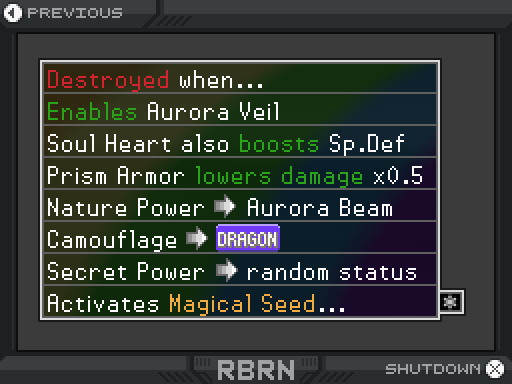 PREVIOUS
Destroyed when...
Enables Aurora Veil
Soul Heart also boosts Sp.Def
Prism Armor lowers damage x0.5
Nature Power Aurora Beam
Camouflage DRAGON
Secret Power random status
Activates Magical Seed...
RBRN
SHUTDOWN